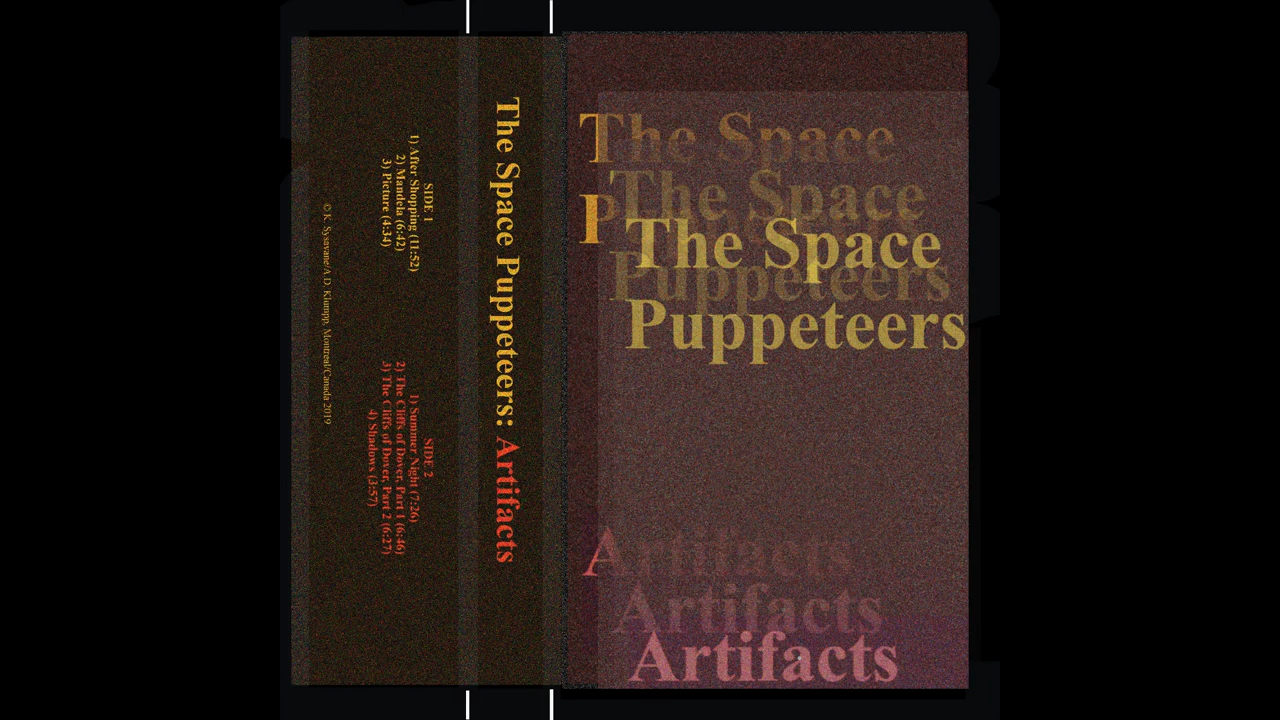 SIDE 1
1) After Shopping (11:52)
2) Mandela (6:42)
3) Picture (4:34)
SIDE 2
1) Summer Night (7:26)
2) The Cliffs of Dover, Part 1 (6:46)
3) The Cliffs of Dover, Part 2 (6:27)
4) Shadows (3:57)
© K. Sysavane/A.D. Klumpp, Montreal/Canada 2019
The Space Puppeteers: Artifacts
The Space
P
The Space
Puppeteers
The Space
Puppeteers
Artifacts
Artifacts
Artifacts